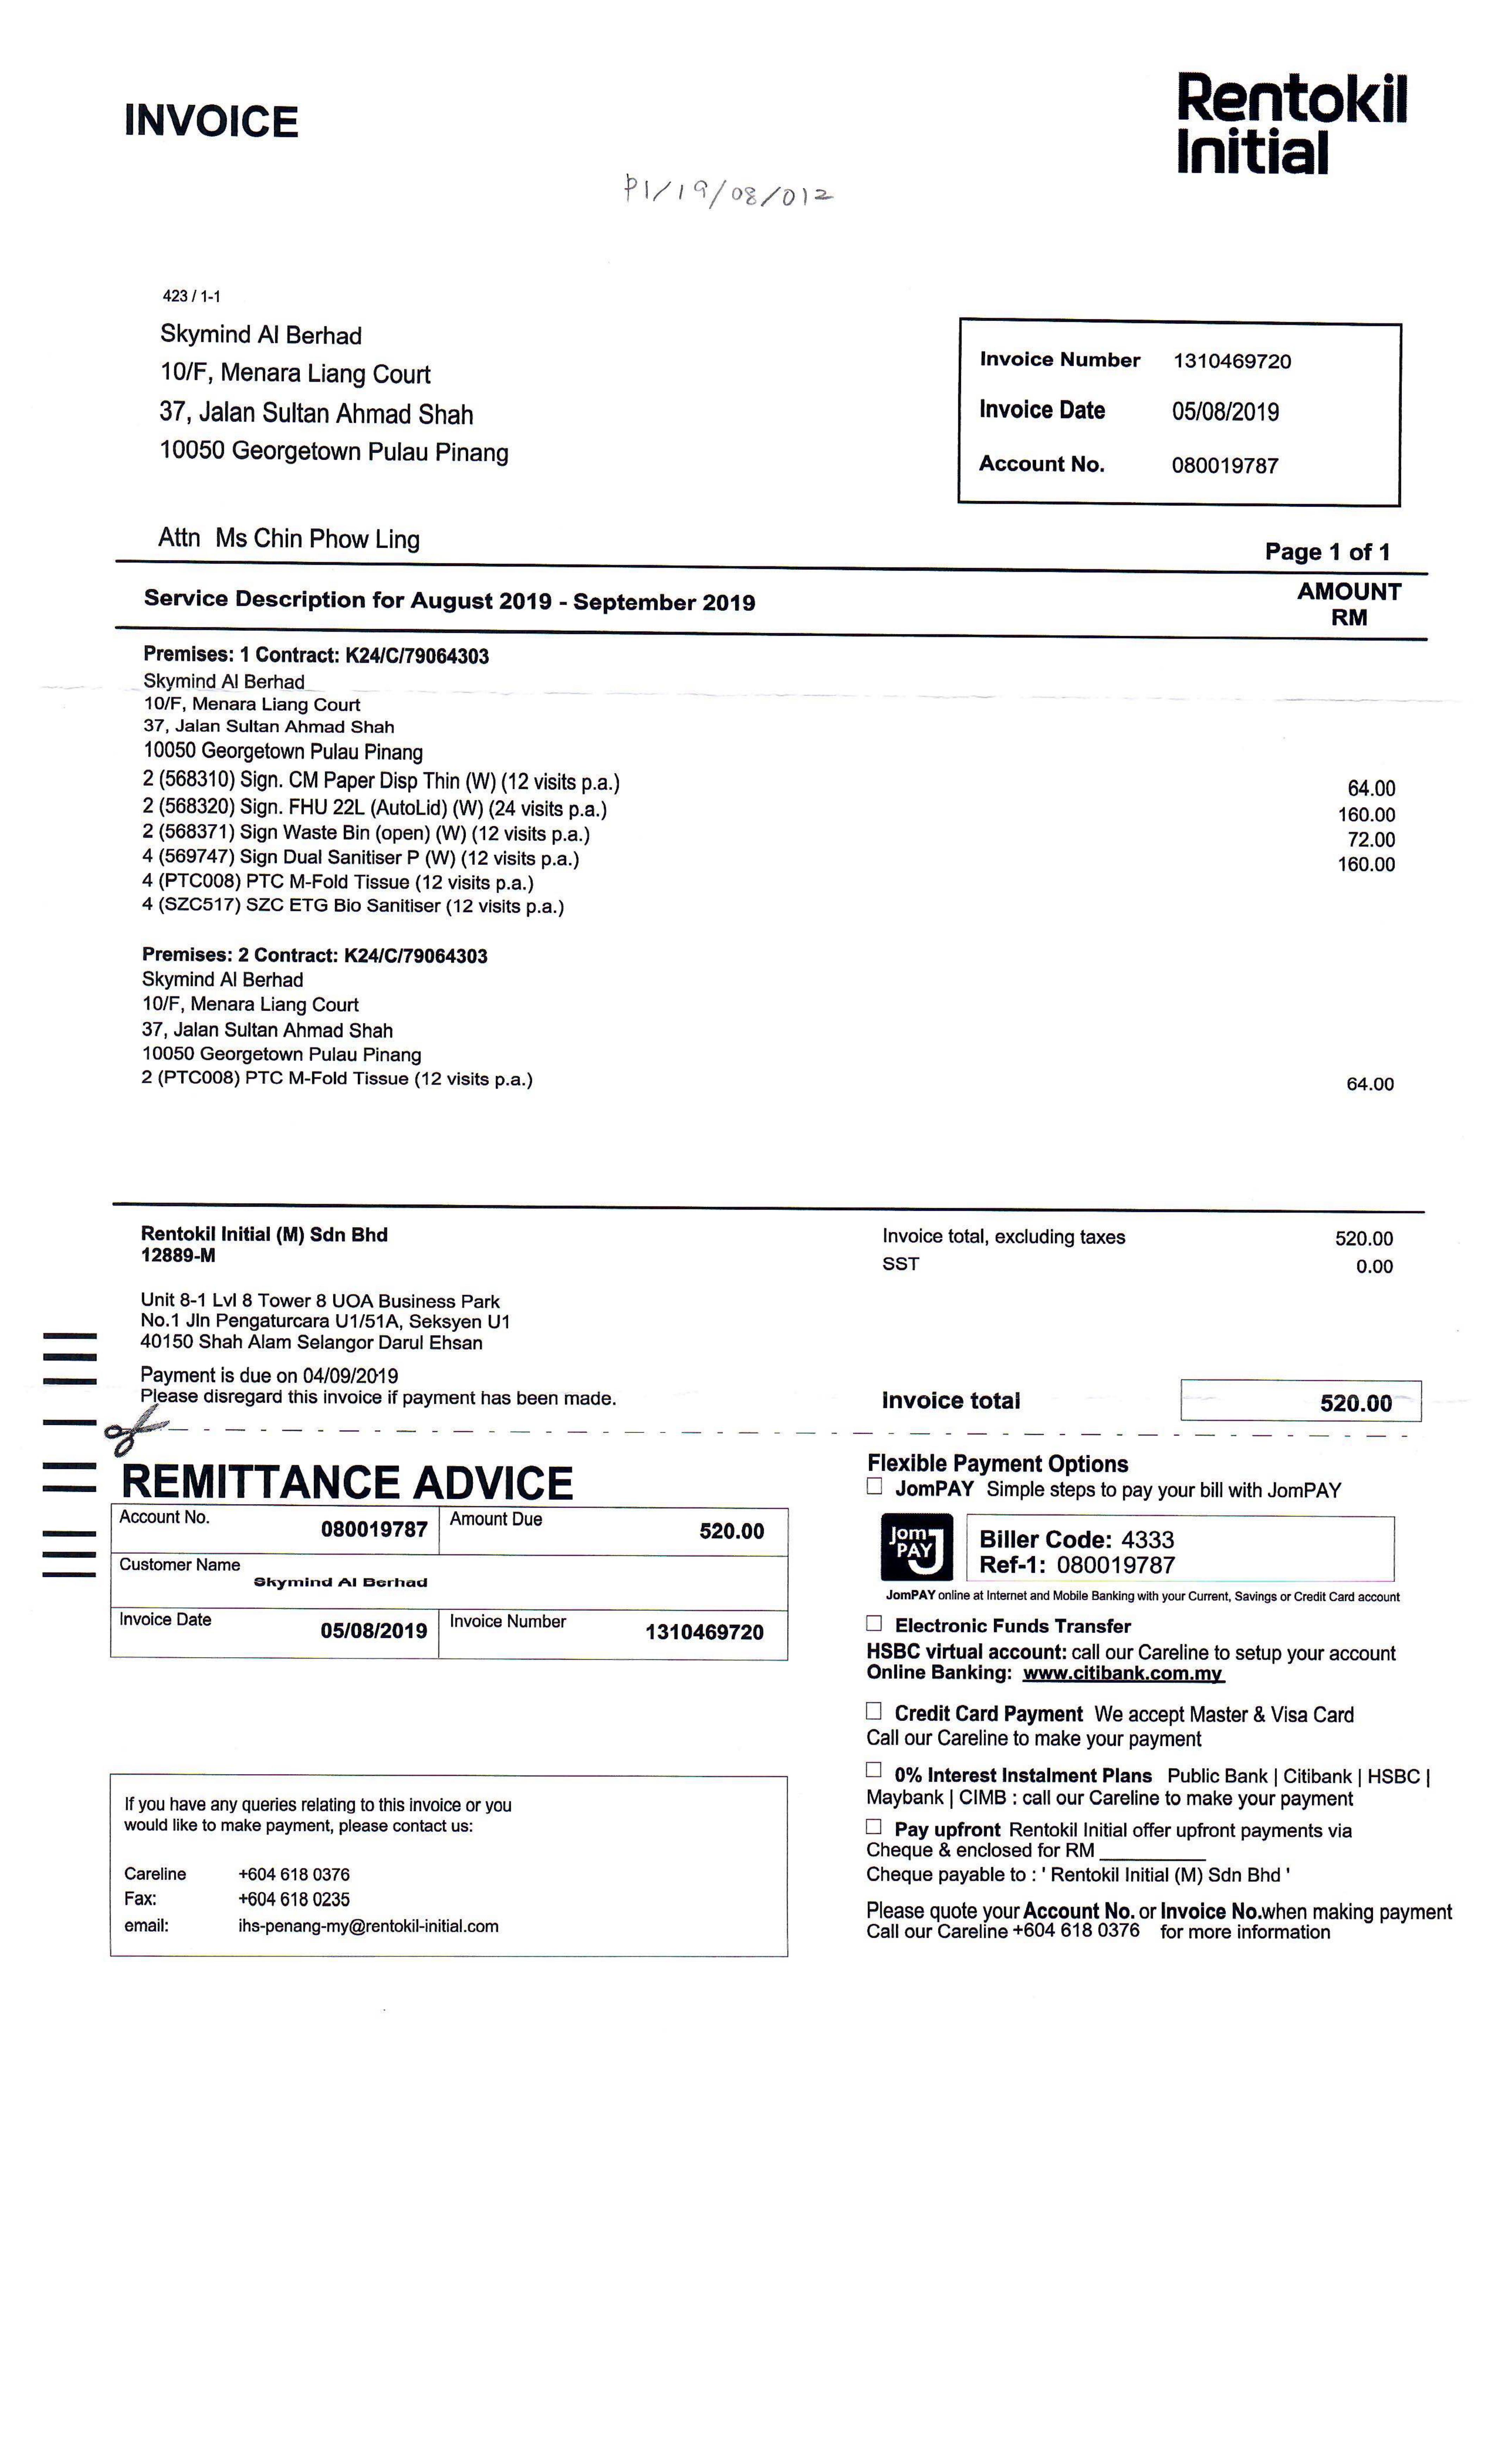 INVOICE
Rentokil
Initial
PI/19/08/012
423 / 1-1
Skymind AI Berhad
10/F, Menara Liang Court
37, Jalan Sultan Ahmad Shah
10050 Georgetown Pulau Pinang
Invoice Number 1310469720
Invoice Date 05/08/2019
Account No. 080019787
Attn Ms Chin Phow Ling
Page 1 of 1
Service Description for August 2019 - September 2019
AMOUNT
RM
Premises: 1 Contract: K24/C/79064303
Skymind AI Berhad
10/F, Menara Liang Court
37, Jalan Sultan Ahmad Shah
10050 Georgetown Pulau Pinang
2 (568310) Sign. CM Paper Disp Thin (W) (12 visits p.a.) 64.00
2 (568320) Sign. FHU 22L (AutoLid) (W) (24 visits p.a.) 160.00
2 (568371) Sign Waste Bin (open) (W) (12 visits p.a.) 72.00
4 (569747) Sign Dual Sanitiser P (W) (12 visits p.a.) 160.00
4 (PTC008) PTC M-Fold Tissue (12 visits p.a.)
4 (SZC517) SZC ETG Bio Sanitiser (12 visits p.a.)
Premises: 2 Contract: K24/C/79064303
Skymind AI Berhad
10/F, Menara Liang Court
37, Jalan Sultan Ahmad Shah
10050 Georgetown Pulau Pinang
2 (PTC008) PTC M-Fold Tissue (12 visits p.a.) 64.00
Rentokil Initial (M) Sdn Bhd
12889-M
Unit 8-1 Lvl 8 Tower 8 UOA Business Park
No.1 Jln Pengaturcara U1/51A, Seksyen U1
40150 Shah Alam Selangor Darul Ehsan
Payment is due on 04/09/2019
Please disregard this invoice if payment has been made.
Invoice total, excluding taxes 520.00
SST 0.00
Invoice total 520.00
REMITTANCE ADVICE
Account No. 080019787 Amount Due 520.00
Customer Name
Skymind AI Berhad
Invoice Date 05/08/2019 Invoice Number 1310469720
If you have any queries relating to this invoice or you
would like to make payment, please contact us:
Careline +604 618 0376
Fax: +604 618 0235
email: ihs-penang-my@rentokil-initial.com
Flexible Payment Options
JomPAY Simple steps to pay your bill with JomPAY
Jom
PAY
Biller Code: 4333
Ref-1: 080019787
JomPAY online at Internet and Mobile Banking with your Current, Savings or Credit Card account
Electronic Funds Transfer
HSBC virtual account: call our Careline to setup your account
Online Banking: www.citibank.com.my
Credit Card Payment We accept Master & Visa Card
Call our Careline to make your payment
0% Interest Instalment Plans Public Bank | Citibank | HSBC |
Maybank | CIMB : call our Careline to make your payment
Pay upfront Rentokil Initial offer upfront payments via
Cheque & enclosed for RM
Cheque payable to : ' Rentokil Initial (M) Sdn Bhd '
Please quote your Account No. or Invoice No.when making payment
Call our Careline +604 618 0376 for more information